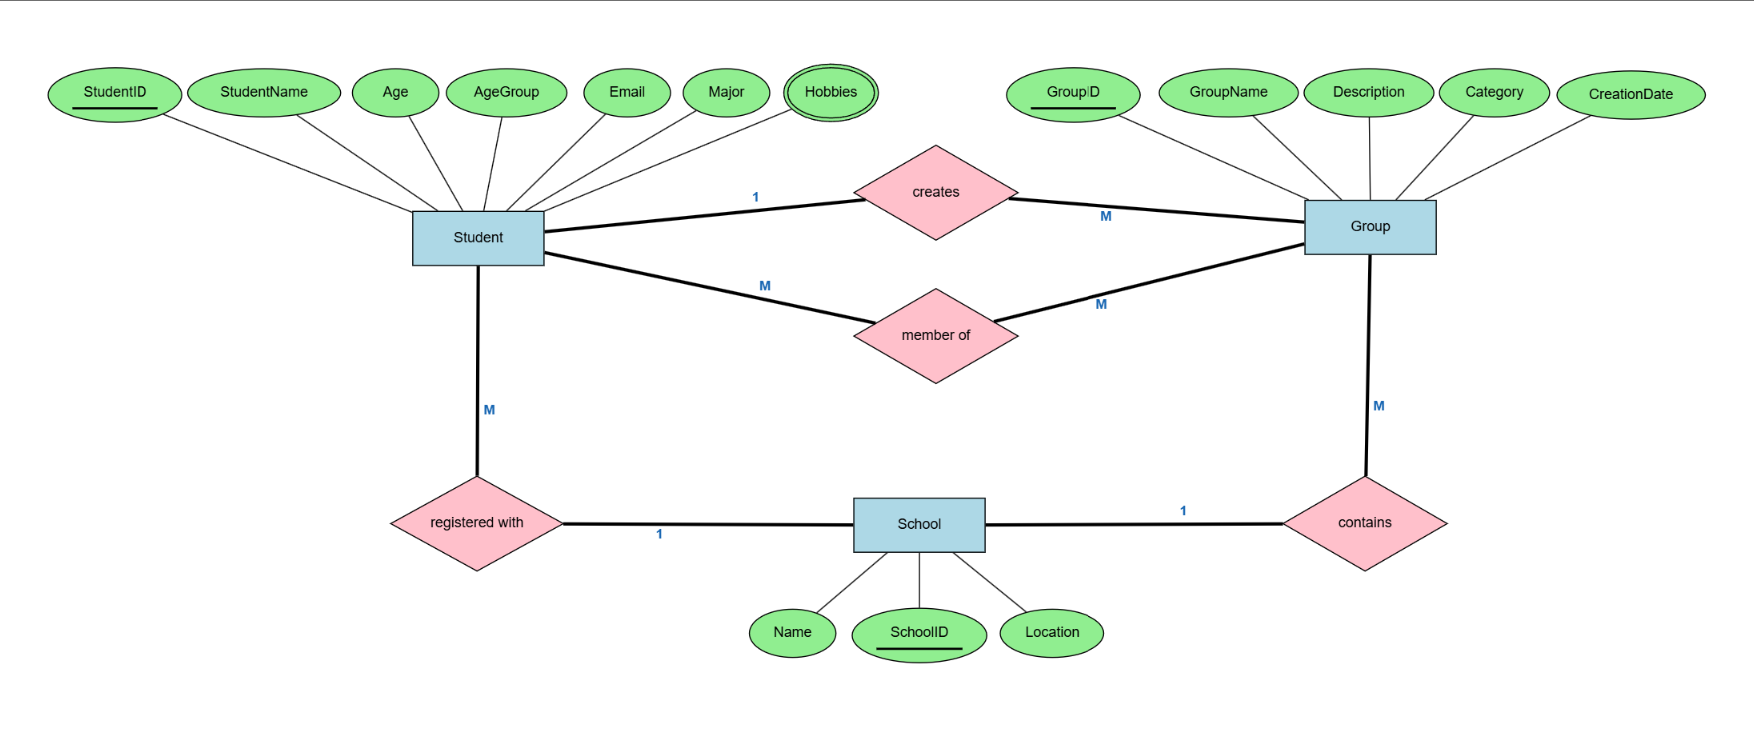 StudentID
StudentName
Age
AgeGroup
Email
Major
Hobbies
GroupID
GroupName
Description
Category
CreationDate
creates
1
M
Student
Group
M
M
member of
M
M
registered with
1
School
1
contains
Name
SchoolID
Location